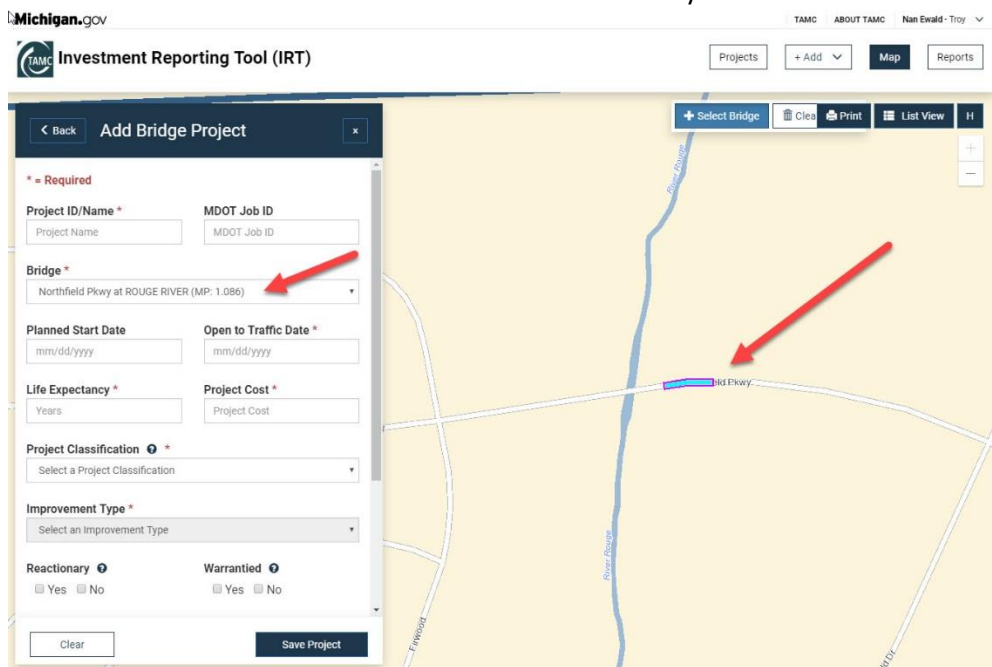 Michigan.gov
TAMC ABOUT TAMC Nan Ewald - Troy
TAMC Investment Reporting Tool (IRT)
Projects + Add Map Reports
< Back Add Bridge Project x
+ Select Bridge Clea Print List View H
+
−
* = Required
Project ID/Name * MDOT Job ID
Project Name MDOT Job ID
Bridge *
Northfield Pkwy at ROUGE RIVER (MP: 1.086)
Planned Start Date Open to Traffic Date *
mm/dd/yyyy mm/dd/yyyy
Life Expectancy * Project Cost *
Years Project Cost
Project Classification ? *
Select a Project Classification
Improvement Type *
Select an Improvement Type
Reactionary ? Warrantied ?
Yes No Yes No
Clear Save Project
River Rouge
ld Pkwy
River Rouge
Firwood
ld Dr